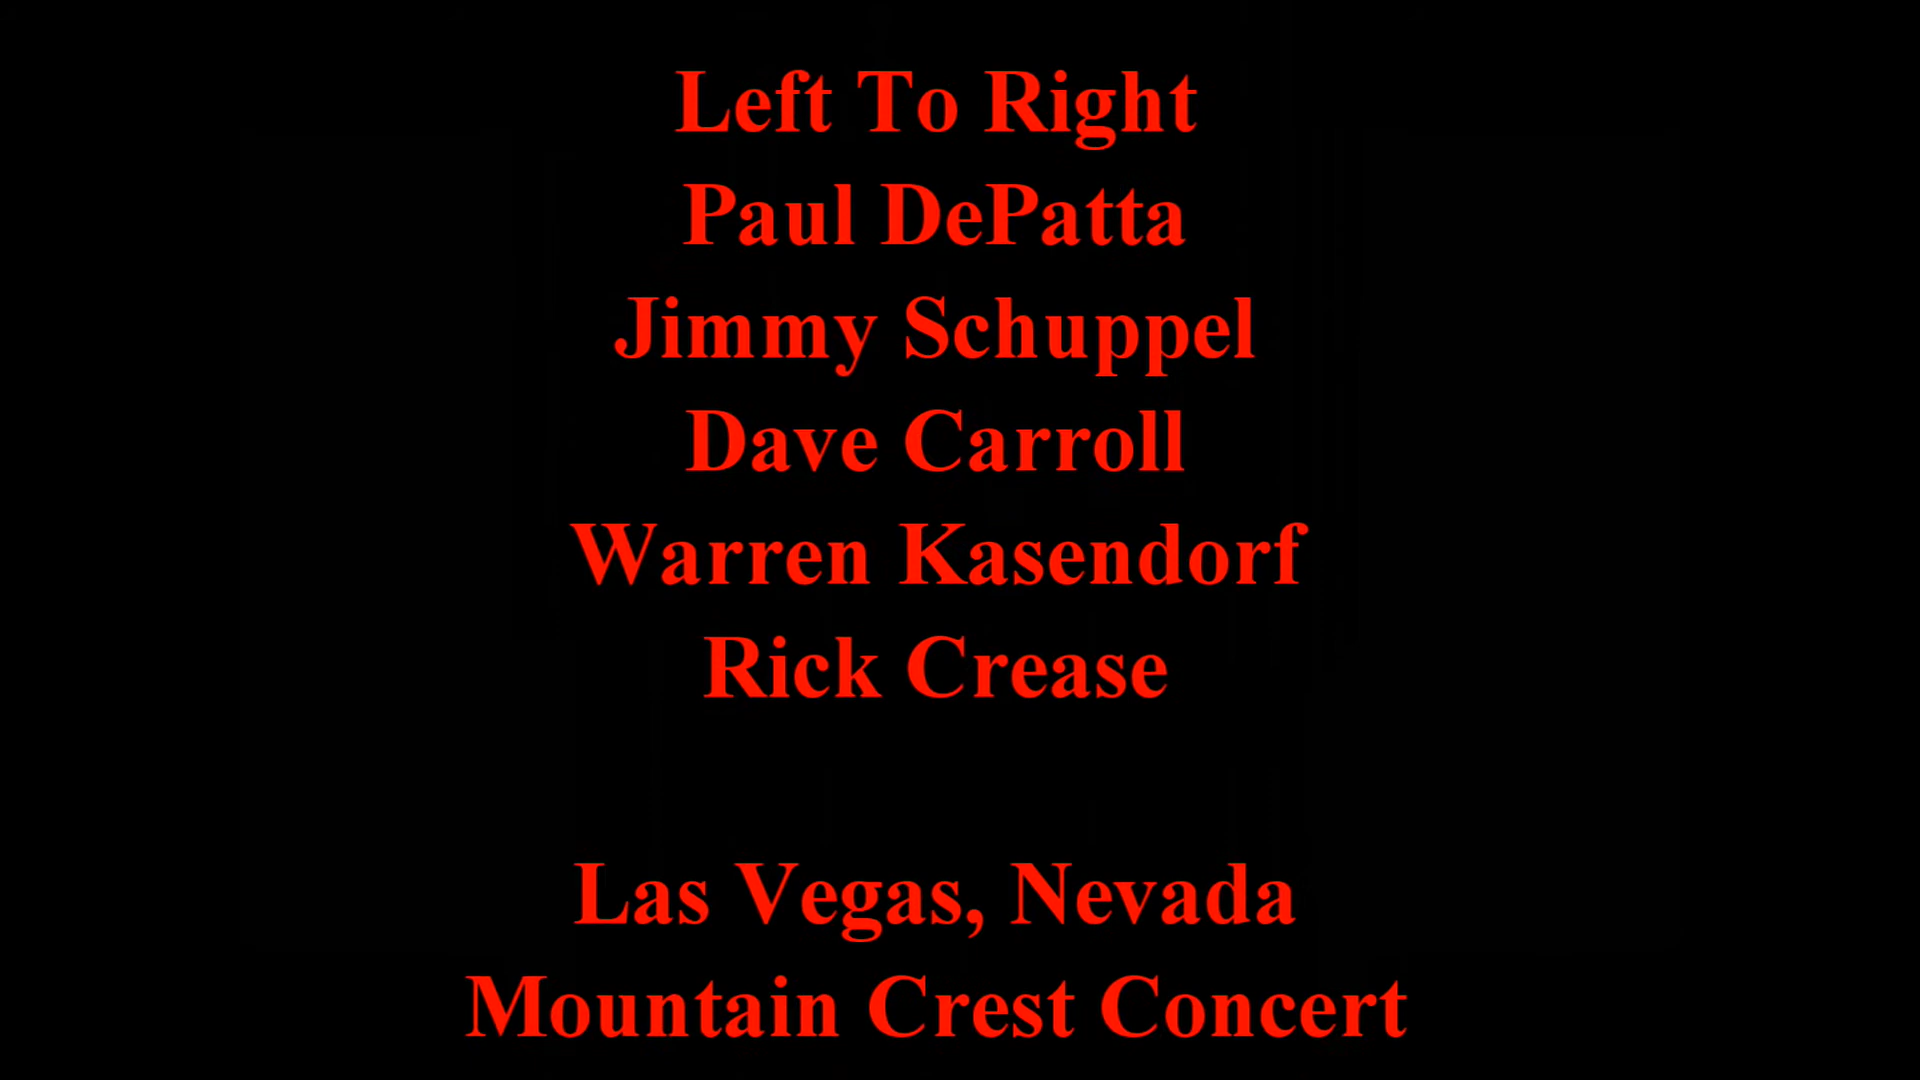 Left To Right
Paul DePatta
Jimmy Schuppel
Dave Carroll
Warren Kasendorf
Rick Crease
Las Vegas, Nevada
Mountain Crest Concert